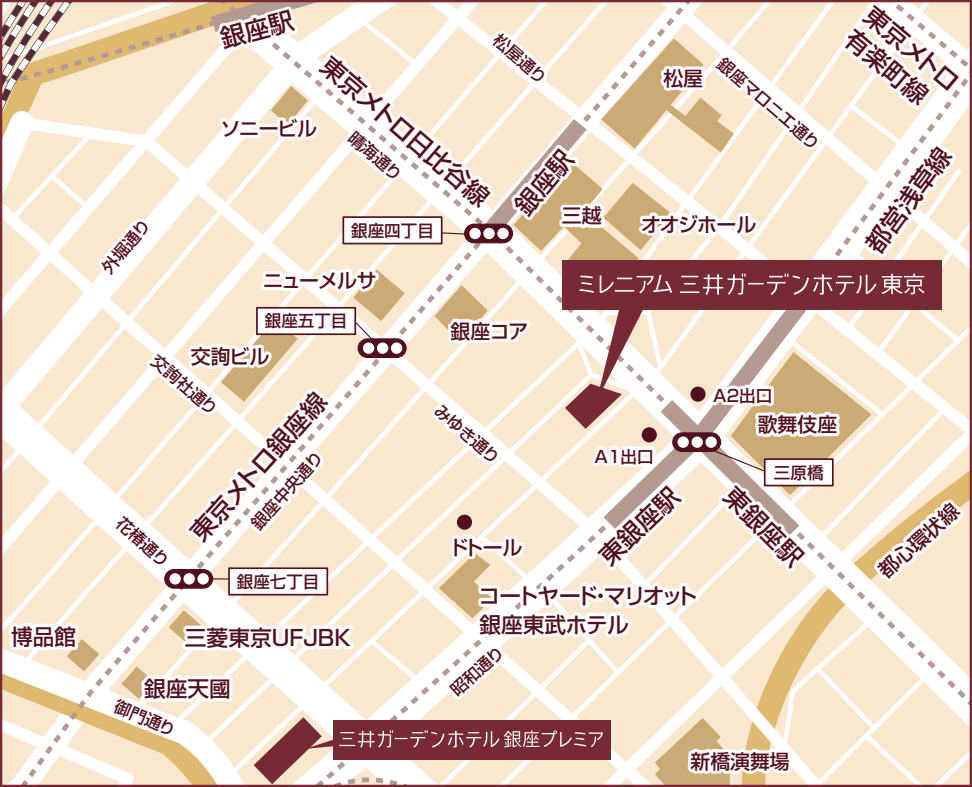 銀座駅
東京メトロ
有楽町線
松屋通り
松屋
銀座マロニエ通り
東京メトロ日比谷線
ソニービル
晴海通り
銀座駅
都営浅草線
三越
オオジホール
銀座四丁目
外堀通り
ニューメルサ
ミレニアム 三井ガーデンホテル 東京
銀座五丁目
銀座コア
交詢ビル
交詢社通り
A2出口
歌舞伎座
みゆき通り
A1出口
三原橋
東京メトロ銀座線
銀座中央通り
東銀座駅
東銀座駅
都心環状線
花椿通り
ドトール
銀座七丁目
コートヤード・マリオット
銀座東武ホテル
博品館
三菱東京UFJBK
昭和通り
銀座天國
御門通り
三井ガーデンホテル 銀座プレミア
新橋演舞場